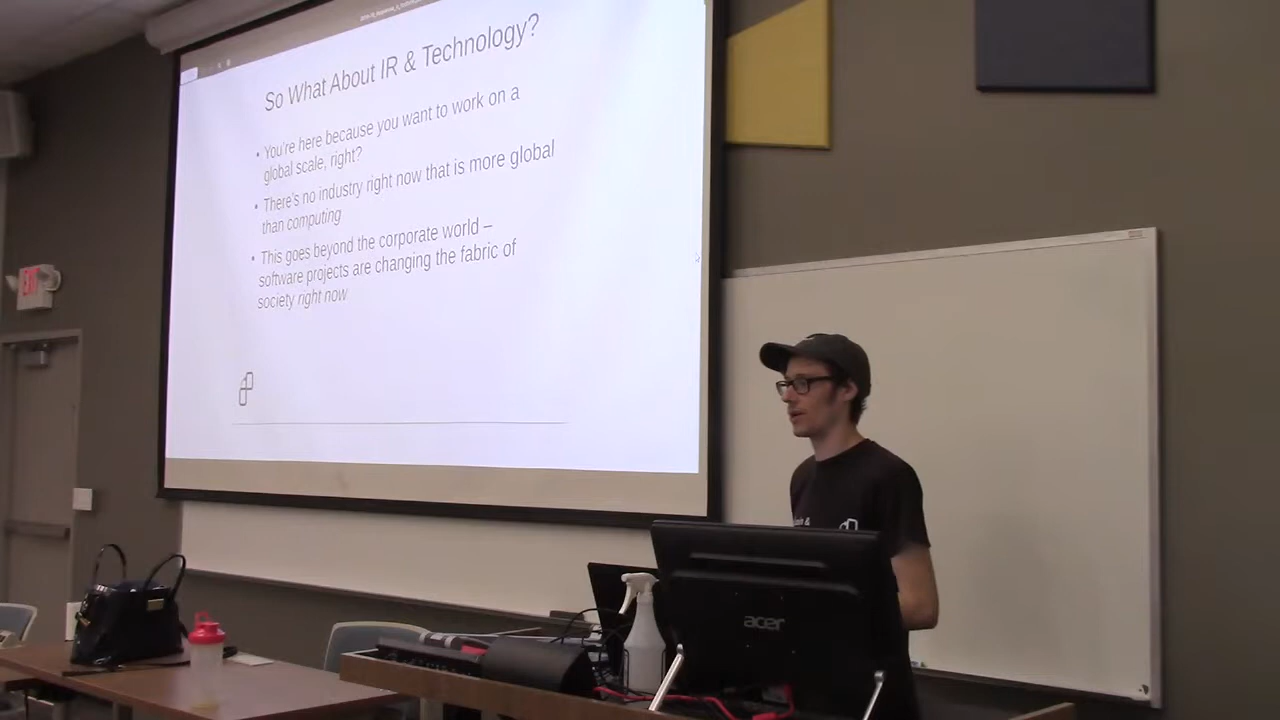 So What About IR & Technology?
• You're here because you want to work on a
global scale, right?
• There's no industry right now that is more global
than computing
• This goes beyond the corporate world –
software projects are changing the fabric of
society right now
EXIT
acer